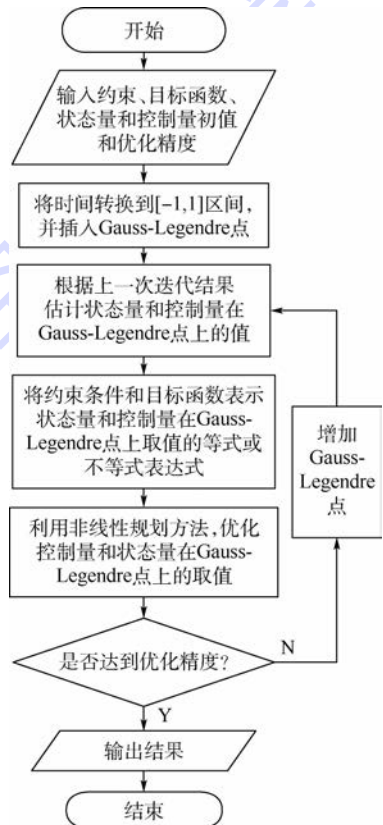 开始
输入约束、目标函数、
状态量和控制量初值
和优化精度
将时间转换到[-1,1]区间,
并插入Gauss-Legendre点
根据上一次迭代结果
估计状态量和控制量在
Gauss-Legendre点上的值
将约束条件和目标函数表示
状态量和控制量在Gauss-
Legendre点上取值的等式或
不等式表达式
增加
Gauss-
Legendre
点
利用非线性规划方法,优化
控制量和状态量在Gauss-
Legendre点上的取值
是否达到优化精度?
N
Y
输出结果
结束